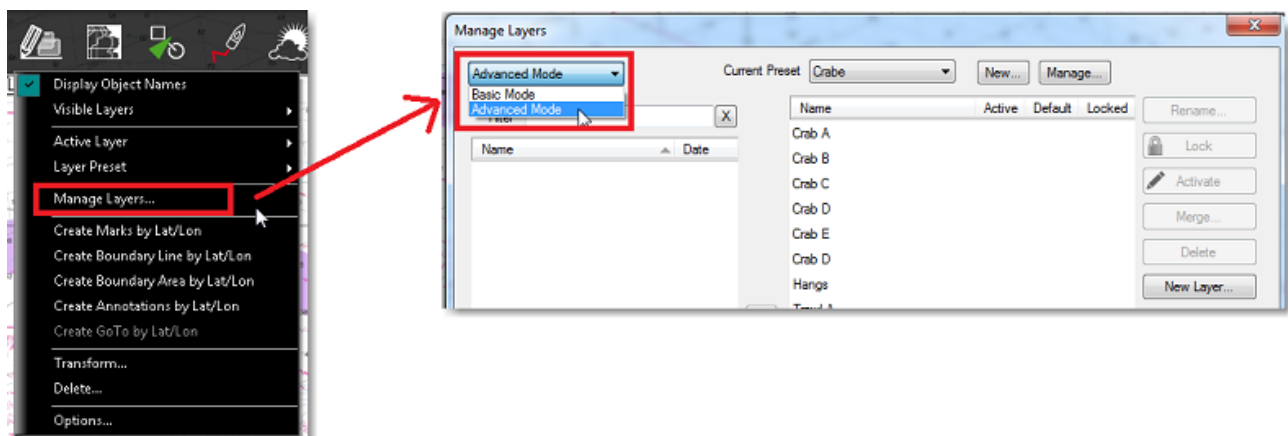 Display Object Names
Visible Layers
Active Layer
Layer Preset
Manage Layers...
Create Marks by Lat/Lon
Create Boundary Line by Lat/Lon
Create Boundary Area by Lat/Lon
Create Annotations by Lat/Lon
Create GoTo by Lat/Lon
Transform...
Delete...
Options...
Manage Layers
Advanced Mode
Current Preset Crabe New... Manage...
Basic Mode
Advanced Mode
Filter X
Name Date
Name Active Default Locked
Crab A
Crab B
Crab C
Crab D
Crab E
Crab D
Hangs
Trawl A
Rename...
Lock
Activate
Merge...
Delete
New Layer...